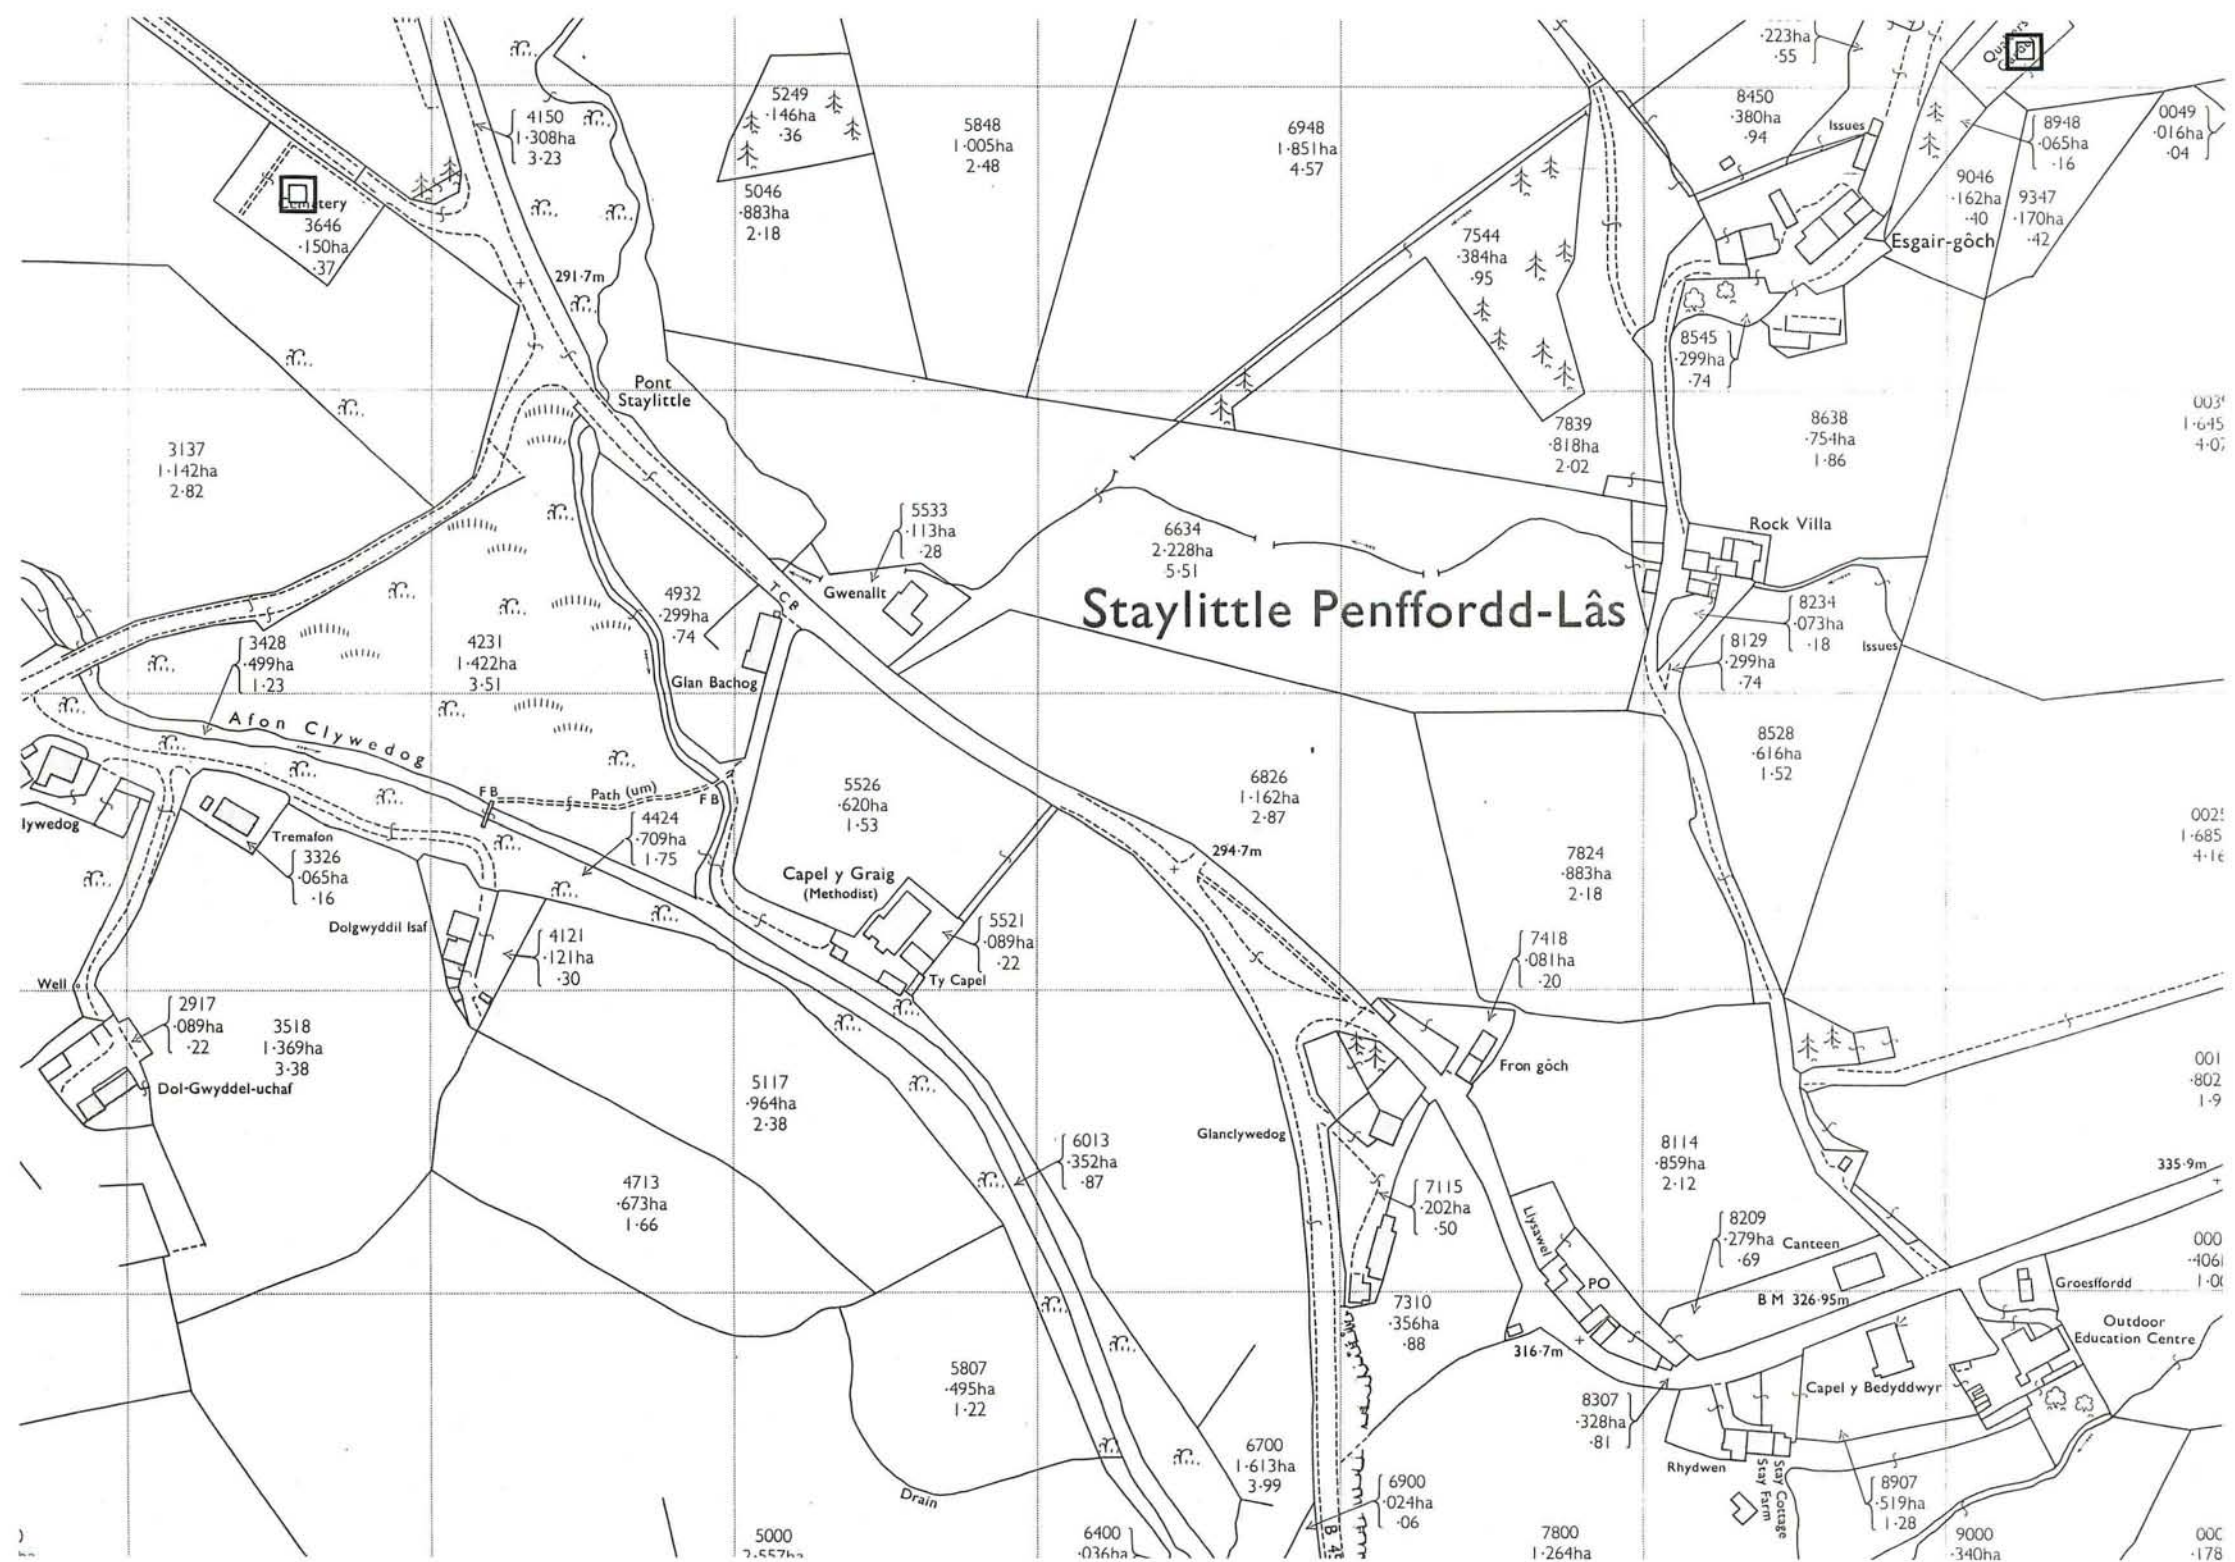 ·223ha
·55
4150
1·308ha
3·23
5249
·146ha
·36
5848
1·005ha
2·48
6948
1·851ha
4·57
8450
·380ha
·94
Issues
8948
·065ha
·16
0049
·016ha
·04
Cemetery
3646
·150ha
·37
5046
·883ha
2·18
9046
·162ha
·40
9347
·170ha
·42
Esgair-gôch
7544
·384ha
·95
291·7m
8545
·299ha
·74
Pont
Staylittle
3137
1·142ha
2·82
7839
·818ha
2·02
8638
·754ha
1·86
5533
·113ha
·28
6634
2·228ha
5·51
Rock Villa
Gwenallt
TCB
4932
·299ha
·74
Staylittle Penffordd-Lâs
8234
·073ha
·18
8129
·299ha
·74
Issues
3428
·499ha
1·23
4231
1·422ha
3·51
Glan Bachog
Afon Clywedog
8528
·616ha
1·52
FB
Path (um)
FB
5526
·620ha
1·53
6826
1·162ha
2·87
lywedog
Tremafon
3326
·065ha
·16
4424
·709ha
1·75
294·7m
7824
·883ha
2·18
Capel y Graig
(Methodist)
Dolgwyddil Isaf
4121
·121ha
·30
5521
·089ha
·22
Ty Capel
7418
·081ha
·20
Well
2917
·089ha
·22
3518
1·369ha
3·38
Dol-Gwyddel-uchaf
Fron gôch
5117
·964ha
2·38
Glanclywedog
6013
·352ha
·87
8114
·859ha
2·12
335·9m
4713
·673ha
1·66
7115
·202ha
·50
Llysawel
8209
·279ha
·69
Canteen
PO
BM 326·95m
Groesffordd
7310
·356ha
·88
316·7m
Outdoor
Education Centre
5807
·495ha
1·22
8307
·328ha
·81
Capel y Bedyddwyr
6700
1·613ha
3·99
Rhydwen
Stay Farm
Stay Cottage
Drain
6900
·024ha
·06
8907
·519ha
1·28
5000
2·557ha
6400
·036ha
B
7800
1·264ha
9000
·340ha